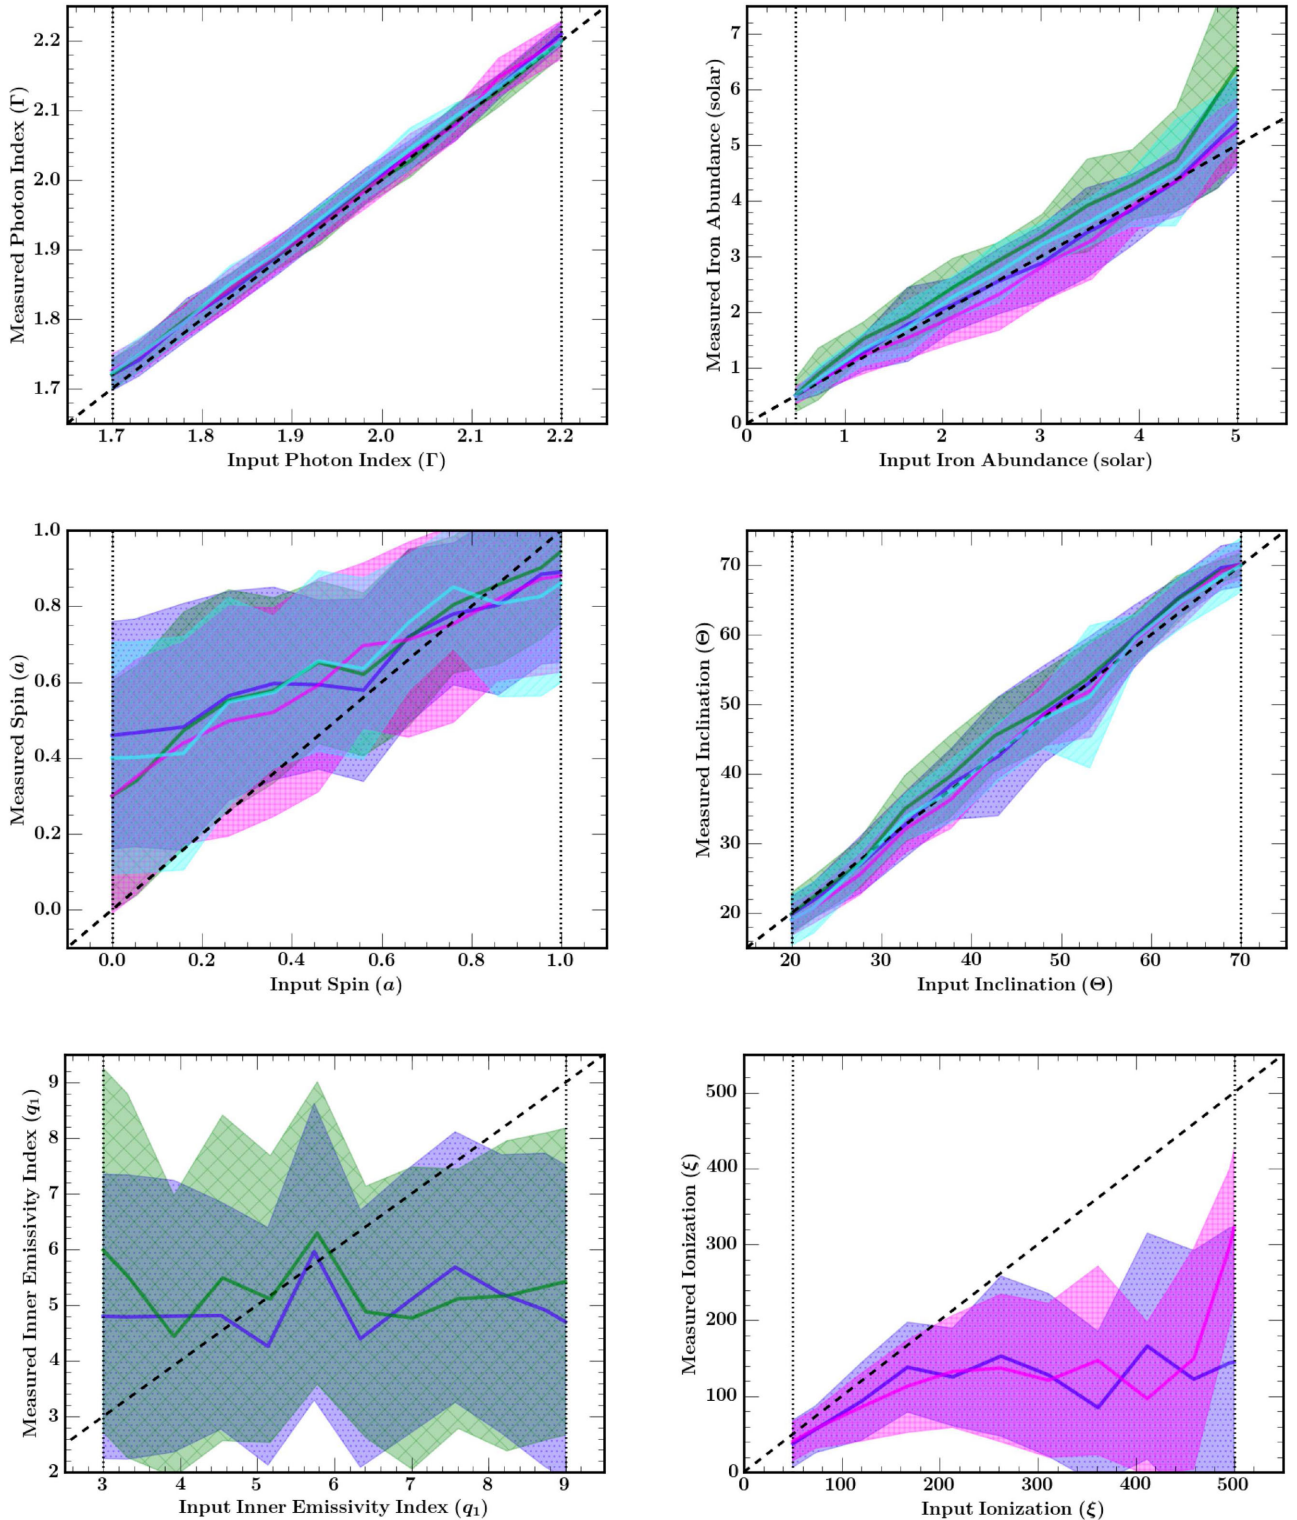 2.2
2.1
2.0
1.9
1.8
1.7
Measured Photon Index (Γ)
1.7 1.8 1.9 2.0 2.1 2.2
Input Photon Index (Γ)
7
6
5
4
3
2
1
0
Measured Iron Abundance (solar)
0 1 2 3 4 5
Input Iron Abundance (solar)
1.0
0.8
0.6
0.4
0.2
0.0
Measured Spin (a)
0.0 0.2 0.4 0.6 0.8 1.0
Input Spin (a)
70
60
50
40
30
20
Measured Inclination (Θ)
20 30 40 50 60 70
Input Inclination (Θ)
9
8
7
6
5
4
3
2
Measured Inner Emissivity Index (q₁)
3 4 5 6 7 8 9
Input Inner Emissivity Index (q₁)
500
400
300
200
100
0
Measured Ionization (ξ)
0 100 200 300 400 500
Input Ionization (ξ)